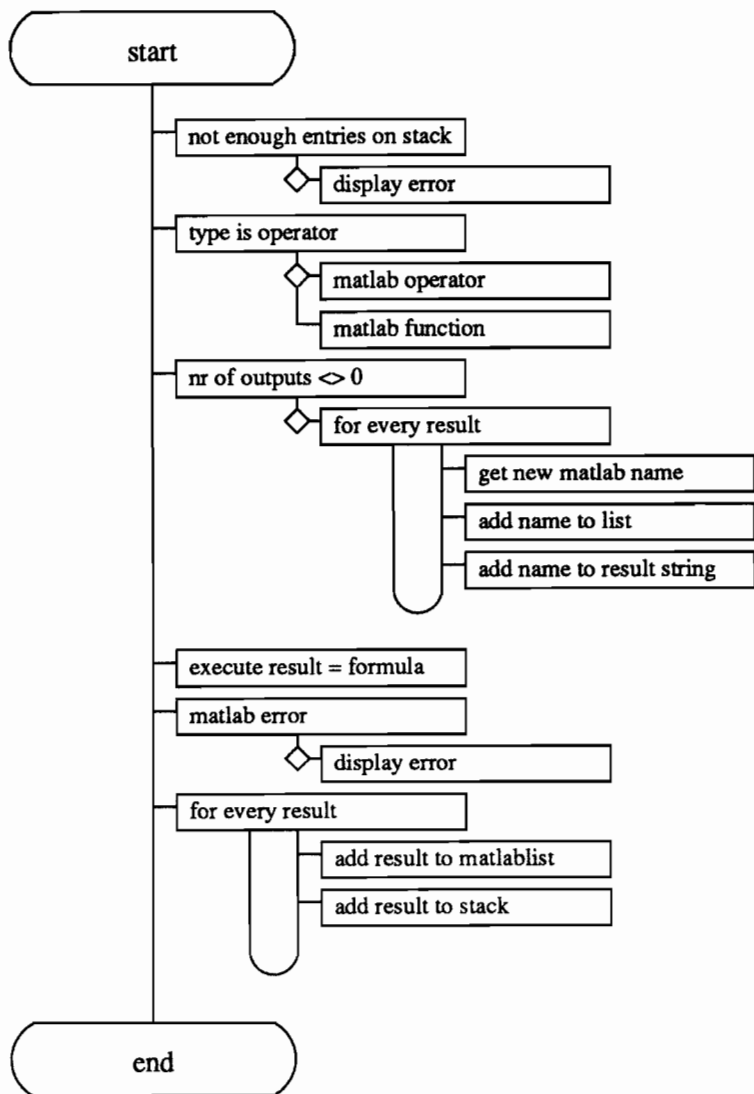 start
not enough entries on stack
display error
type is operator
matlab operator
matlab function
nr of outputs <> 0
for every result
get new matlab name
add name to list
add name to result string
execute result = formula
matlab error
display error
for every result
add result to matlablist
add result to stack
end